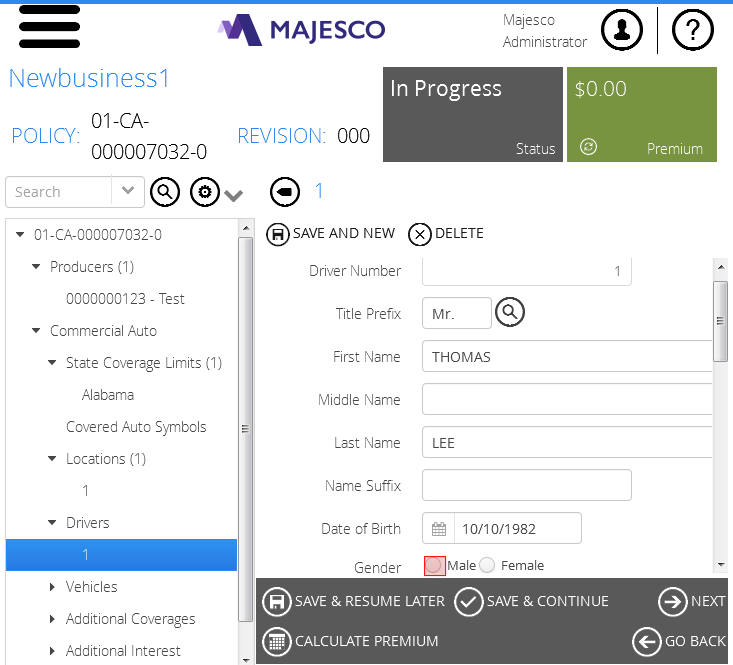 MAJESCO
Majesco
Administrator
?
Newbusiness1
POLICY:
01-CA-
000007032-0
REVISION: 000
In Progress
Status
$0.00
Premium
Search
1
01-CA-000007032-0
Producers (1)
0000000123 - Test
Commercial Auto
State Coverage Limits (1)
Alabama
Covered Auto Symbols
Locations (1)
1
Drivers
1
Vehicles
Additional Coverages
Additional Interest
SAVE AND NEW DELETE
Driver Number 1
Title Prefix Mr.
First Name THOMAS
Middle Name
Last Name LEE
Name Suffix
Date of Birth 10/10/1982
Gender Male Female
SAVE & RESUME LATER SAVE & CONTINUE NEXT
CALCULATE PREMIUM GO BACK